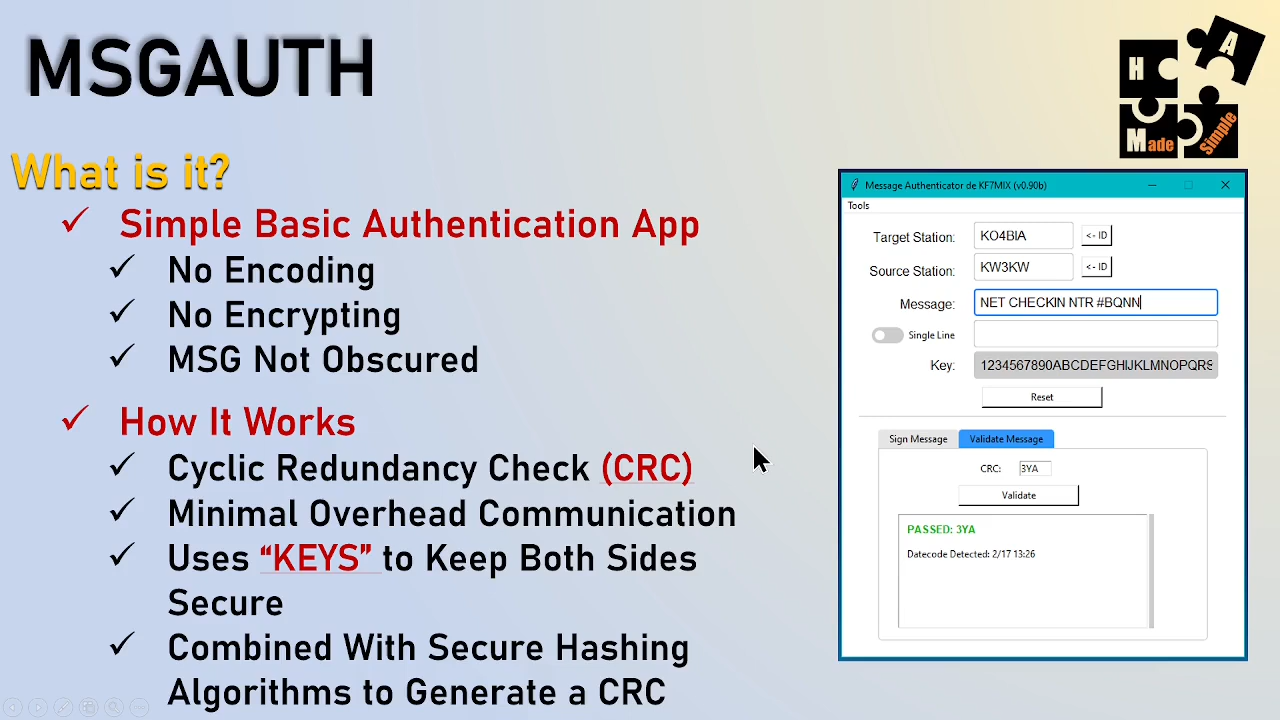 MSGAUTH
H
A
Made
Simple
What is it?
Simple Basic Authentication App
No Encoding
No Encrypting
MSG Not Obscured
How It Works
Cyclic Redundancy Check (CRC)
Minimal Overhead Communication
Uses “KEYS” to Keep Both Sides
Secure
Combined With Secure Hashing
Algorithms to Generate a CRC
Message Authenticator de KF7MIX (v0.90b)
Tools
Target Station: KO4BIA <- ID
Source Station: KW3KW <- ID
Message: NET CHECKIN NTR #BQNN
Single Line
Key: 1234567890ABCDEFGHIJKLMNOPQRS
Reset
Sign Message Validate Message
CRC: 3YA
Validate
PASSED: 3YA
Datecode Detected: 2/17 13:26